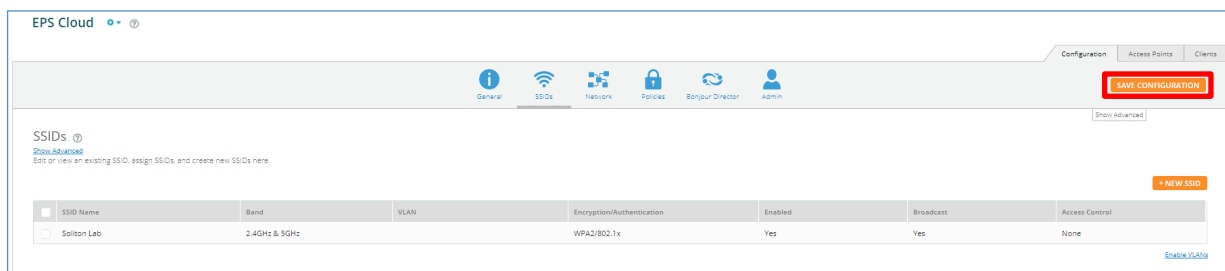 EPS Cloud
Configuration Access Points Clients
General SSIDs Network Policies Bonjour Director Admin
SAVE CONFIGURATION
Show Advanced
SSIDs
Show Advanced
Edit or view an existing SSID, assign SSIDs, and create new SSIDs here.
+ NEW SSID
SSID Name Band VLAN Encryption/Authentication Enabled Broadcast Access Control
Soliton Lab 2.4GHz & 5GHz WPA2/802.1x Yes Yes None
Enable VLANs